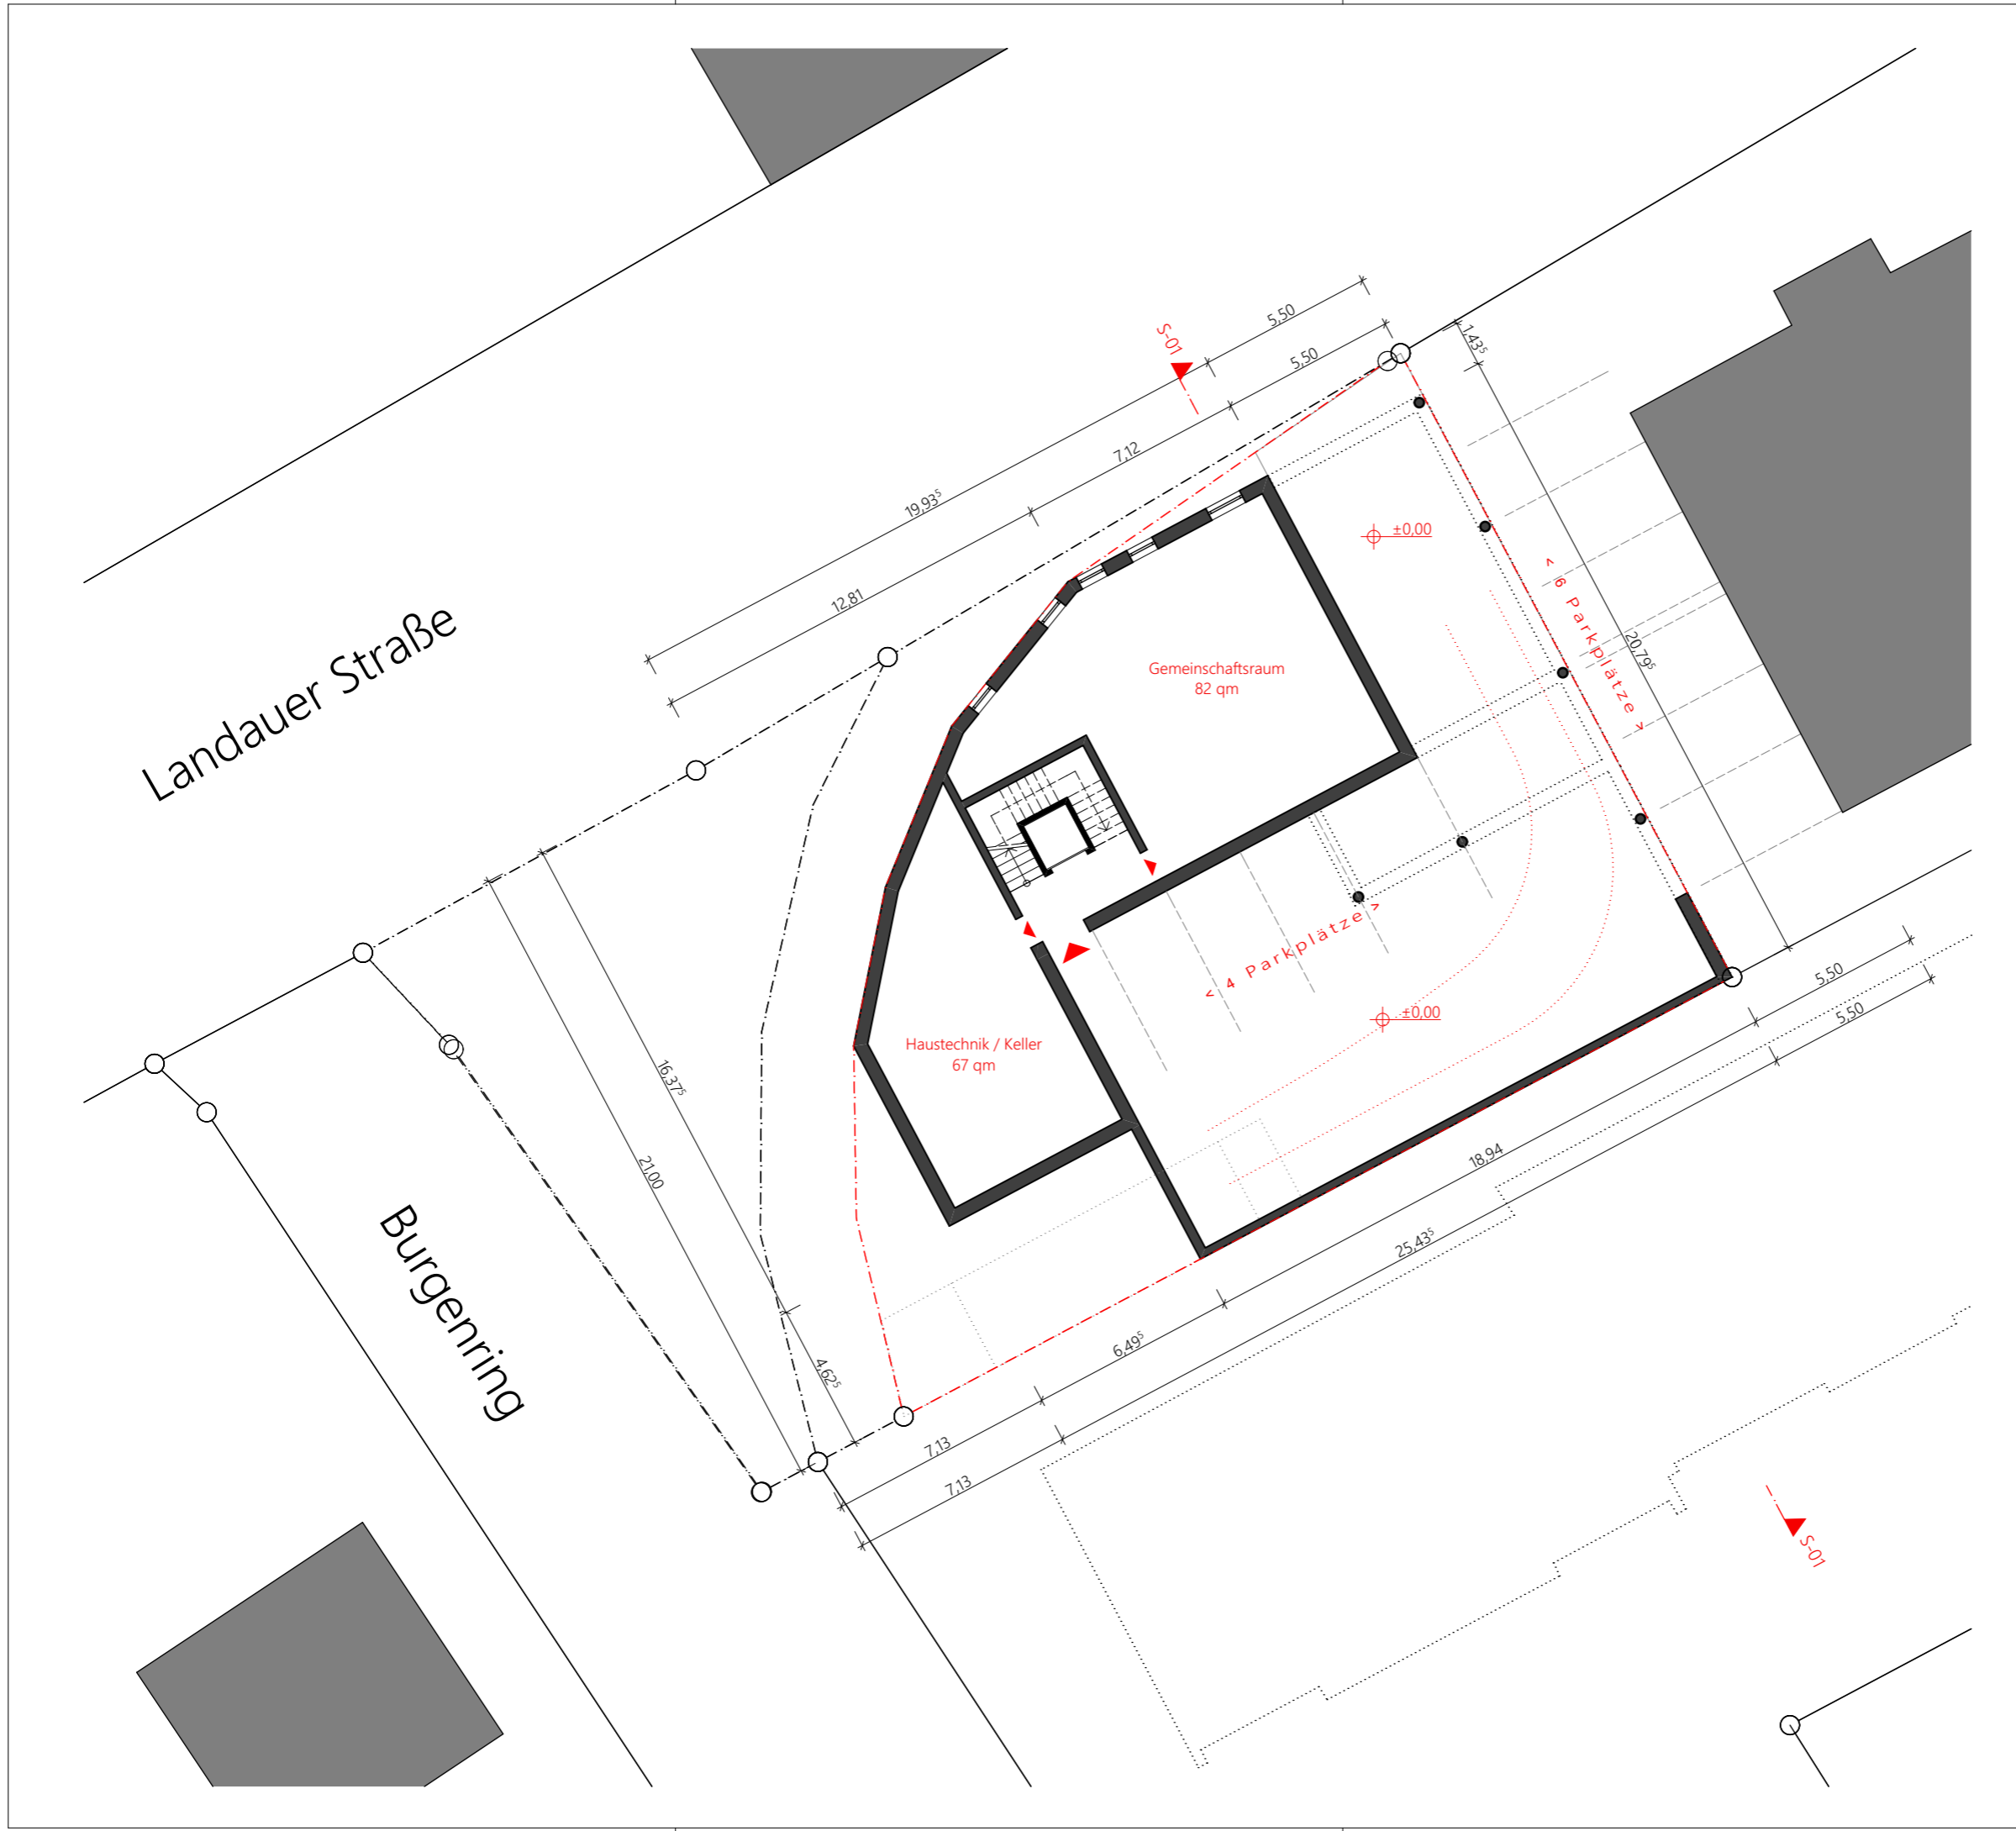 S-01
5,50
5,50
1,43⁵
7,12
19,93⁵
12,81
±0,00
< 6 Parkplätze >
20,79⁵
Landauer Straße
Gemeinschaftsraum
82 qm
< 4 Parkplätze >
±0,00
Haustechnik / Keller
67 qm
16,37⁵
21,00
4,62⁵
Burgenring
5,50
5,50
18,94
25,43⁵
6,49⁵
7,13
7,13
S-01